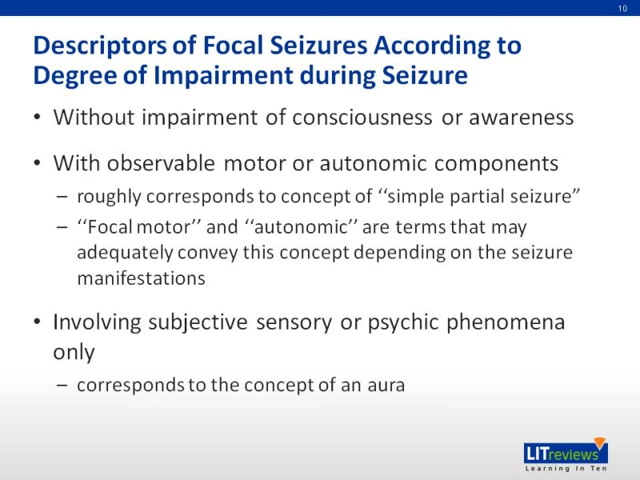 10
Descriptors of Focal Seizures According to
Degree of Impairment during Seizure
• Without impairment of consciousness or awareness
• With observable motor or autonomic components
– roughly corresponds to concept of ‘‘simple partial seizure”
– ‘‘Focal motor’’ and ‘‘autonomic’’ are terms that may
adequately convey this concept depending on the seizure
manifestations
• Involving subjective sensory or psychic phenomena
only
– corresponds to the concept of an aura
LITreviews
Learning In Ten